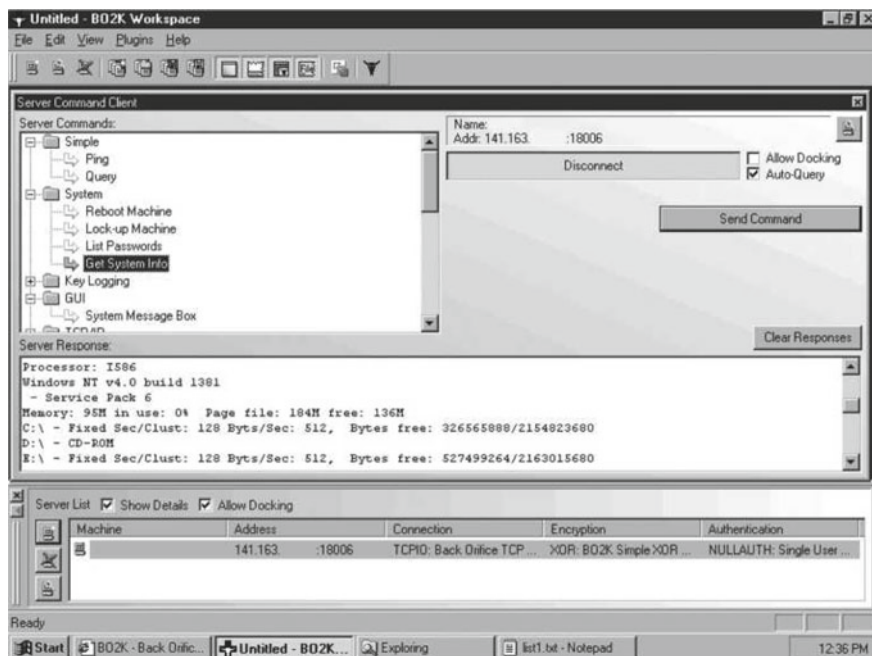 Untitled - BO2K Workspace
File Edit View Plugins Help
Server Command Client
Server Commands:
Simple
Ping
Query
System
Reboot Machine
Lock-up Machine
List Passwords
Get System Info
Key Logging
GUI
System Message Box
TCP/IP
Name:
Addr: 141.163. :18006
Disconnect
Allow Docking
Auto-Query
Send Command
Clear Responses
Server Response:
Processor: I586
Windows NT v4.0 build 1381
- Service Pack 6
Memory: 95M in use: 0% Page file: 184M free: 136M
C:\ - Fixed Sec/Clust: 128 Byts/Sec: 512, Bytes free: 326565888/2154823680
D:\ - CD-ROM
E:\ - Fixed Sec/Clust: 128 Byts/Sec: 512, Bytes free: 527499264/2163015680
Server List Show Details Allow Docking
Machine Address Connection Encryption Authentication
141.163. :18006 TCPIO: Back Orifice TCP ... XOR: BO2K Simple XOR ... NULLAUTH: Single User ...
Ready
Start BO2K - Back Orific... Untitled - BO2K... Exploring list1.txt - Notepad 12:36 PM